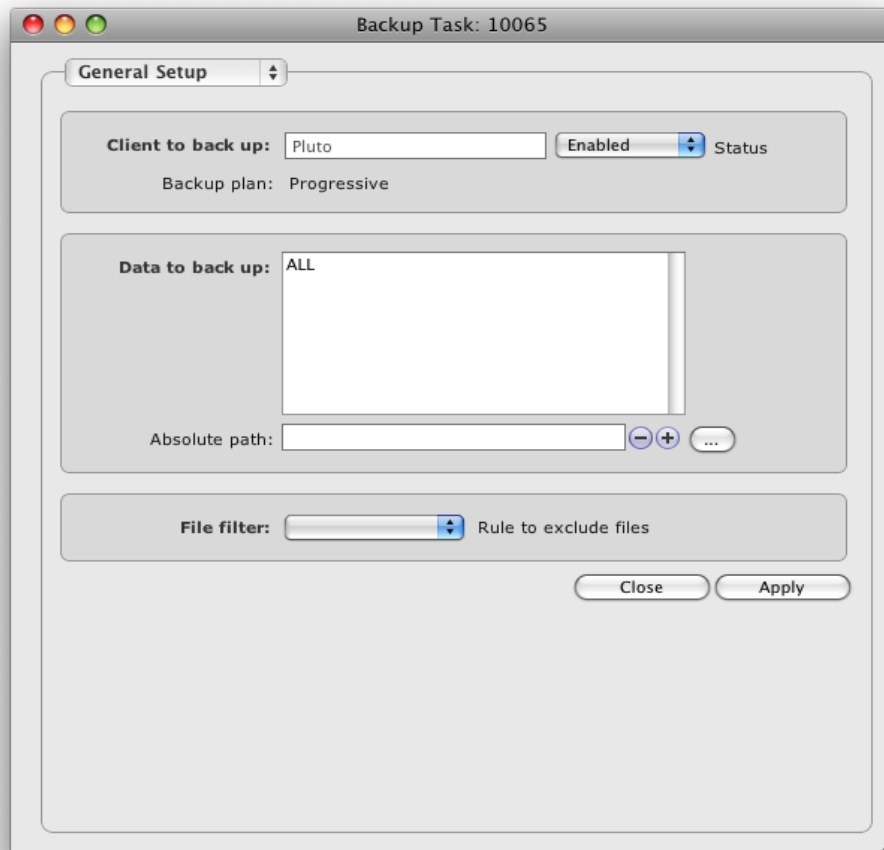 Backup Task: 10065
General Setup
Client to back up: Pluto Enabled Status
Backup plan: Progressive
Data to back up: ALL
Absolute path: ...
File filter: Rule to exclude files
Close Apply